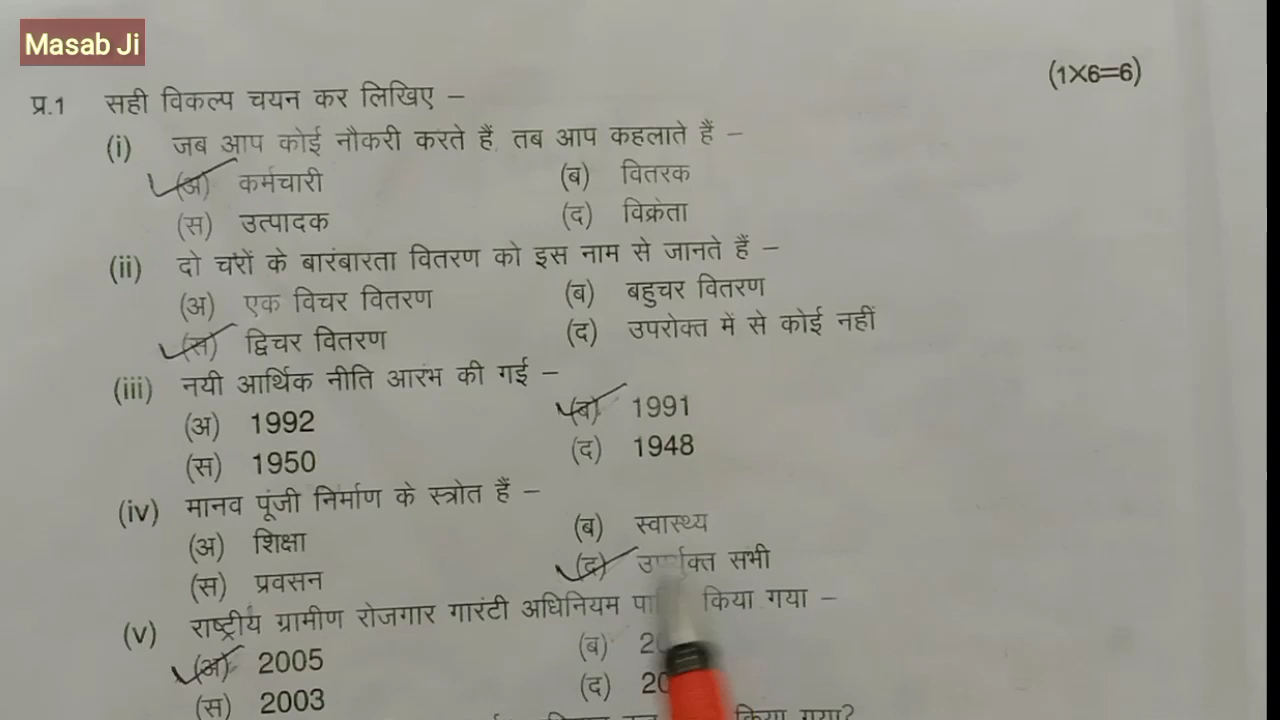 Masab Ji
(1X6=6)
प्र.1 सही विकल्प चयन कर लिखिए –
(i) जब आप कोई नौकरी करते हैं, तब आप कहलाते हैं –
(अ) कर्मचारी (ब) वितरक
(स) उत्पादक (द) विक्रेता
(ii) दो चरों के बारंबारता वितरण को इस नाम से जानते हैं –
(अ) एक विचर वितरण (ब) बहुचर वितरण
(स) द्विचर वितरण (द) उपरोक्त में से कोई नहीं
(iii) नयी आर्थिक नीति आरंभ की गई –
(अ) 1992 (ब) 1991
(स) 1950 (द) 1948
(iv) मानव पूंजी निर्माण के स्त्रोत हैं –
(अ) शिक्षा (ब) स्वास्थ्य
(स) प्रवसन (द) उपर्युक्त सभी
(v) राष्ट्रीय ग्रामीण रोजगार गारंटी अधिनियम किया गया –
(अ) 2005 (ब)
(स) 2003 (द)
किया गया?